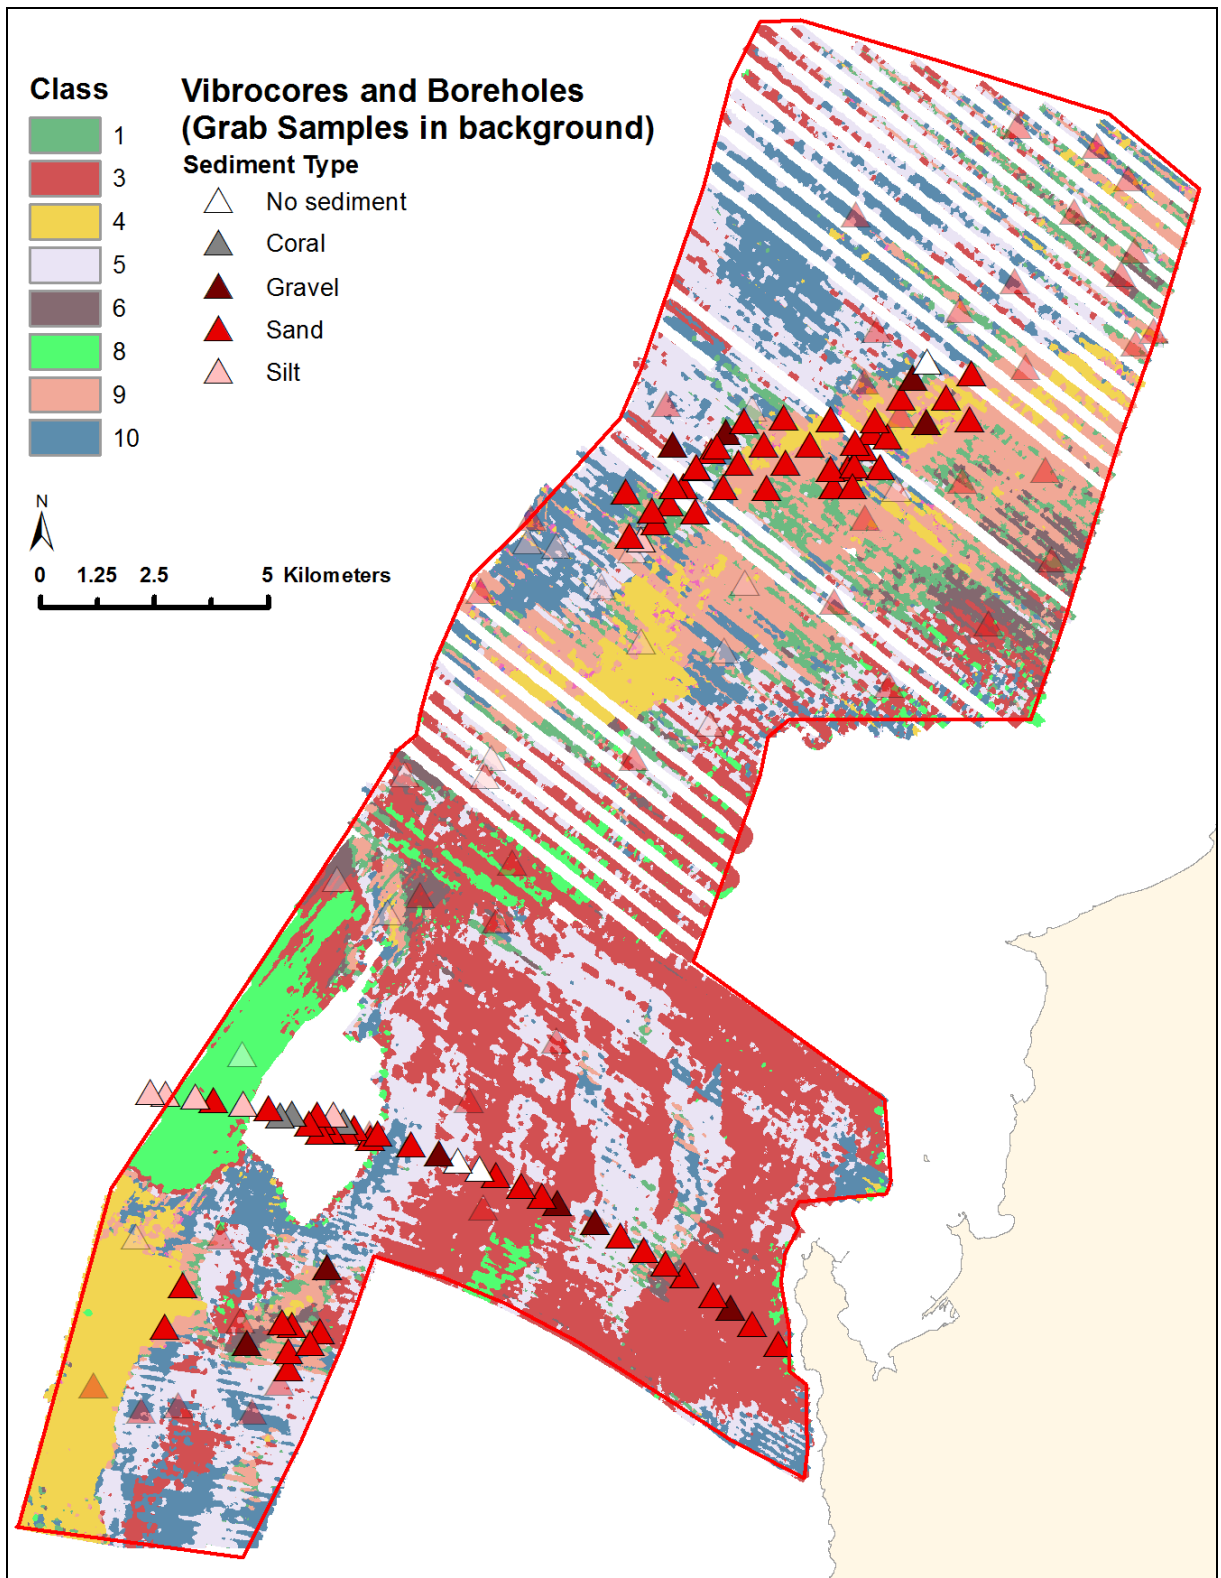 Class
1
3
4
5
6
8
9
10
Vibrocores and Boreholes
(Grab Samples in background)
Sediment Type
No sediment
Coral
Gravel
Sand
Silt
N
0 1.25 2.5 5 Kilometers